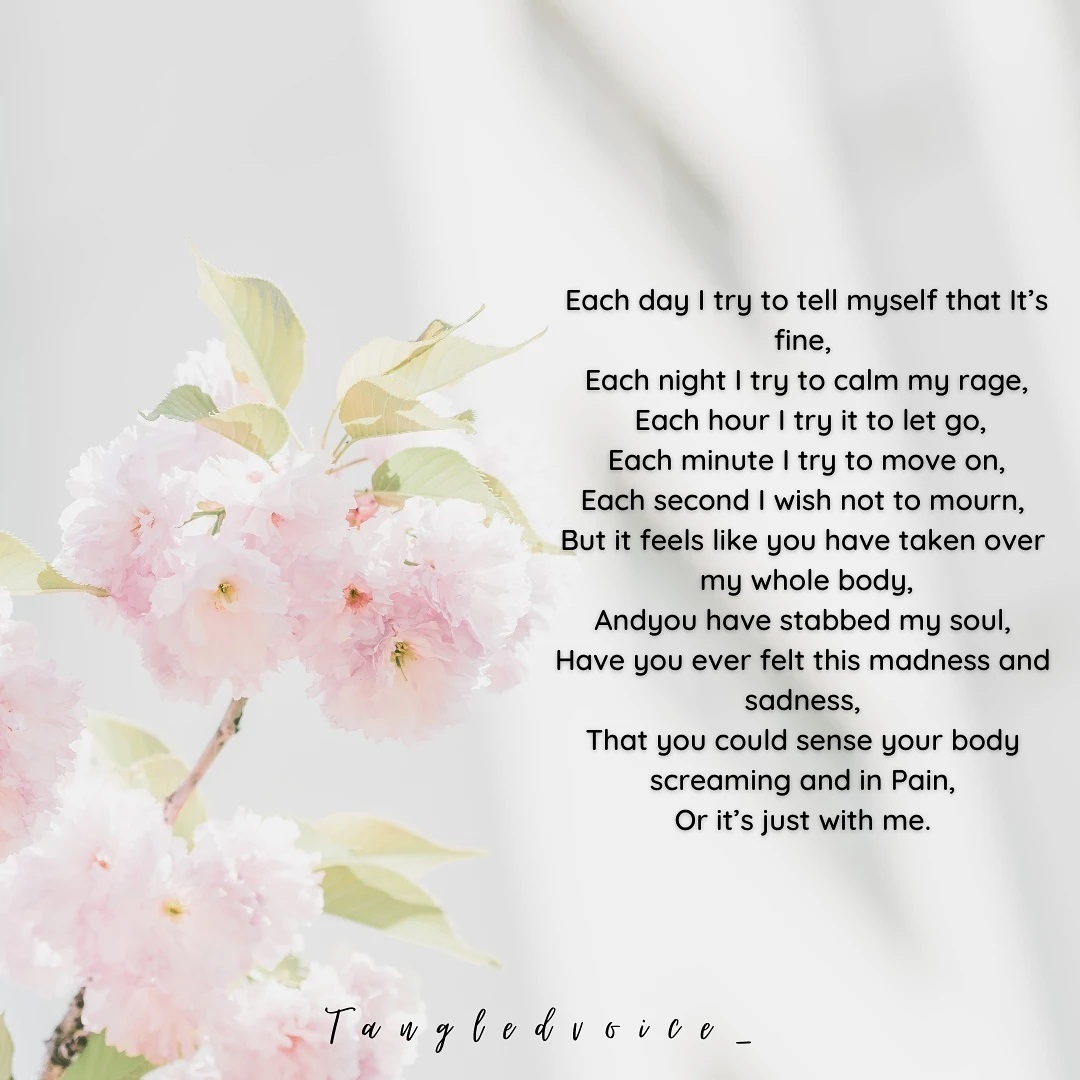 Each day I try to tell myself that It’s
fine,
Each night I try to calm my rage,
Each hour I try it to let go,
Each minute I try to move on,
Each second I wish not to mourn,
But it feels like you have taken over
my whole body,
Andyou have stabbed my soul,
Have you ever felt this madness and
sadness,
That you could sense your body
screaming and in Pain,
Or it’s just with me.
Tangledvoice_